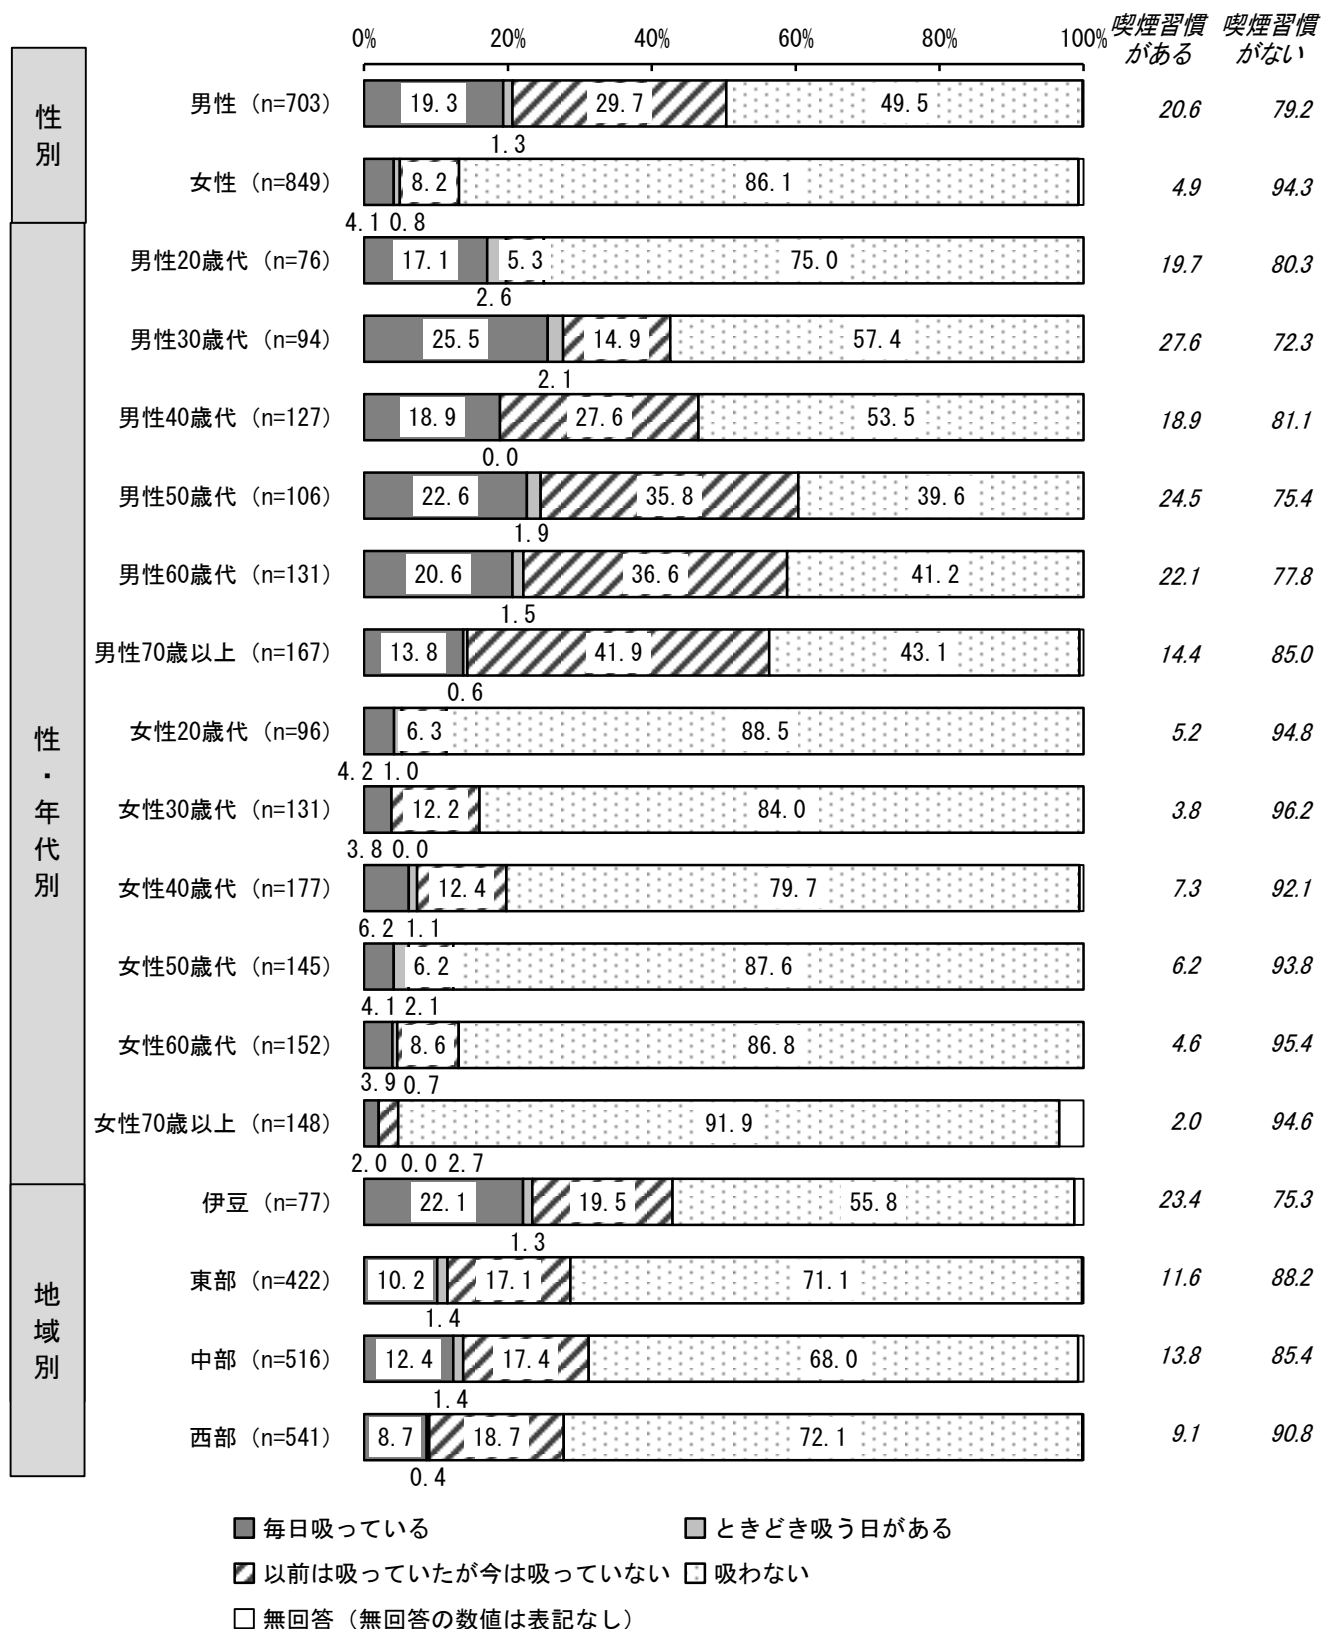 0% 20% 40% 60% 80% 100% 喫煙習慣がある 喫煙習慣がない
性別
男性（n=703） 19.3 29.7 49.5 20.6 79.2
1.3
女性（n=849） 8.2 86.1 4.9 94.3
4.1 0.8
性・年代別
男性20歳代（n=76） 17.1 5.3 75.0 19.7 80.3
2.6
男性30歳代（n=94） 25.5 14.9 57.4 27.6 72.3
2.1
男性40歳代（n=127） 18.9 27.6 53.5 18.9 81.1
0.0
男性50歳代（n=106） 22.6 35.8 39.6 24.5 75.4
1.9
男性60歳代（n=131） 20.6 36.6 41.2 22.1 77.8
1.5
男性70歳以上（n=167） 13.8 41.9 43.1 14.4 85.0
0.6
女性20歳代（n=96） 6.3 88.5 5.2 94.8
4.2 1.0
女性30歳代（n=131） 12.2 84.0 3.8 96.2
3.8 0.0
女性40歳代（n=177） 12.4 79.7 7.3 92.1
6.2 1.1
女性50歳代（n=145） 6.2 87.6 6.2 93.8
4.1 2.1
女性60歳代（n=152） 8.6 86.8 4.6 95.4
3.9 0.7
女性70歳以上（n=148） 91.9 2.0 94.6
2.0 0.0 2.7
地域別
伊豆（n=77） 22.1 19.5 55.8 23.4 75.3
1.3
東部（n=422） 10.2 17.1 71.1 11.6 88.2
1.4
中部（n=516） 12.4 17.4 68.0 13.8 85.4
1.4
西部（n=541） 8.7 18.7 72.1 9.1 90.8
0.4
毎日吸っている ときどき吸う日がある
以前は吸っていたが今は吸っていない 吸わない
無回答（無回答の数値は表記なし）